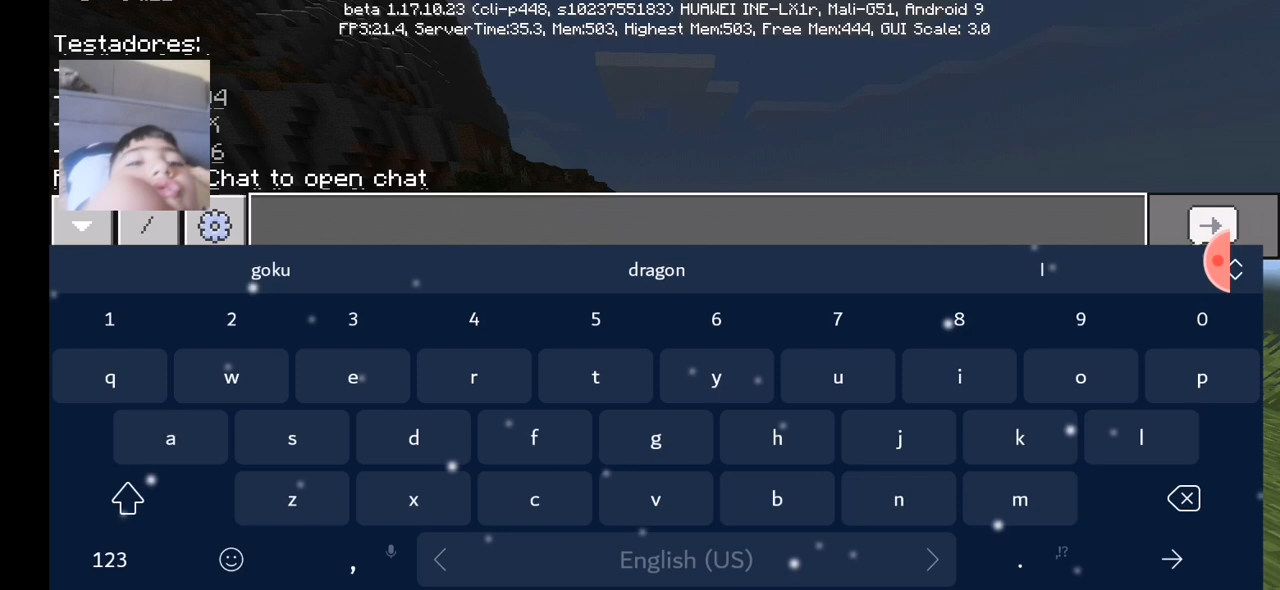 beta 1.17.10.23 (cli-p448, s1023755183) HUAWEI INE-LX1r, Mali-G51, Android 9
FPS:21.4, ServerTime:35.3, Mem:503, Highest Mem:503, Free Mem:444, GUI Scale: 3.0
Testadores:
Chat to open chat
/
goku dragon I
1 2 3 4 5 6 7 8 9 0
q w e r t y u i o p
a s d f g h j k l
z x c v b n m
123 , English (US) . ,!?